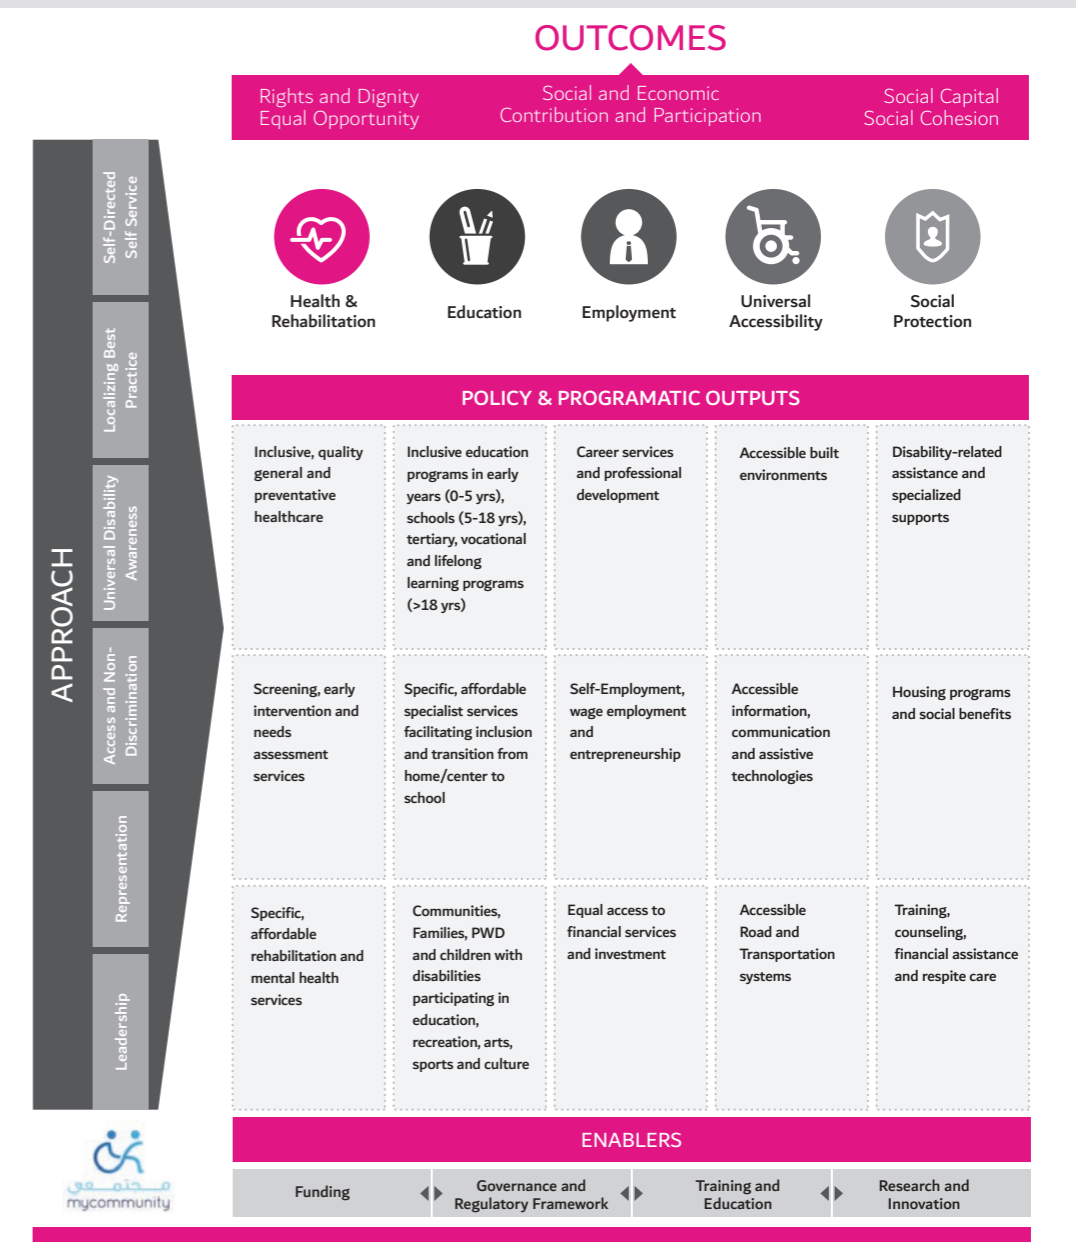 OUTCOMES
Rights and Dignity
Equal Opportunity
Social and Economic
Contribution and Participation
Social Capital
Social Cohesion
APPROACH
Self-Directed
Self Service
Localizing Best
Practice
Universal Disability
Awareness
Access and Non-
Discrimination
Representation
Leadership
Health &
Rehabilitation
Education
Employment
Universal
Accessibility
Social
Protection
POLICY & PROGRAMATIC OUTPUTS
Inclusive, quality
general and
preventative
healthcare
Inclusive education
programs in early
years (0-5 yrs),
schools (5-18 yrs),
tertiary, vocational
and lifelong
learning programs
(>18 yrs)
Career services
and professional
development
Accessible built
environments
Disability-related
assistance and
specialized
supports
Screening, early
intervention and
needs
assessment
services
Specific, affordable
specialist services
facilitating inclusion
and transition from
home/center to
school
Self-Employment,
wage employment
and
entrepreneurship
Accessible
information,
communication
and assistive
technologies
Housing programs
and social benefits
Specific,
affordable
rehabilitation and
mental health
services
Communities,
Families, PWD
and children with
disabilities
participating in
education,
recreation, arts,
sports and culture
Equal access to
financial services
and investment
Accessible
Road and
Transportation
systems
Training,
counseling,
financial assistance
and respite care
ENABLERS
Funding
Governance and
Regulatory Framework
Training and
Education
Research and
Innovation
مجتمعي
mycommunity